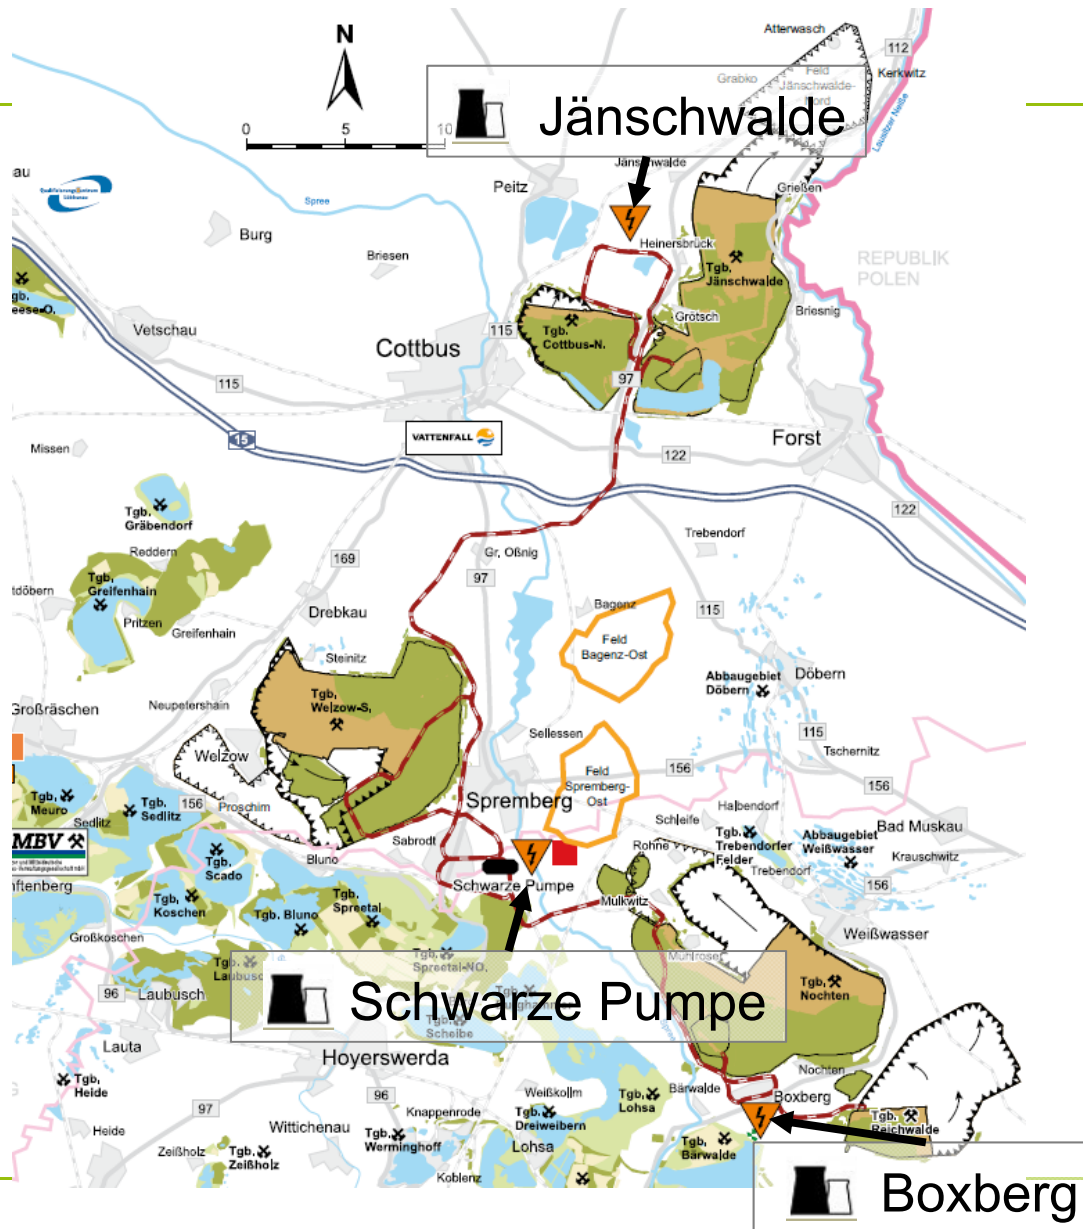 N
Atterwasch
112
Kerkwitz
Grabko
Feld
Jänschwalde-
Nord
Jänschwalde
0
5
10
Lausitzer Neiße
Jänschwalde
Peitz
Grießen
Spree
Burg
Heinersbrück
REPUBLIK
POLEN
Briesen
Tgb.
Jänschwalde
Briesnig
Grötsch
Vetschau
115
Tgb.
Cottbus-N.
Cottbus
97
115
15
VATTENFALL
Forst
Missen
122
122
Tgb.
Gräbendorf
Trebendorf
Reddern
169
Gr. Oßnig
97
Tgb.
Greifenhain
Pritzen
Greifenhain
Drebkau
Bagenz
115
Feld
Bagenz-Ost
Steinitz
Abbaugebiet
Döbern
Döbern
Neupetershain
Tgb.
Welzow-S.
Großräschen
Sellessen
115
Tschernitz
Welzow
Feld
Spremberg-
Ost
156
156
Tgb.
Meuro
Sedlitz
Tgb.
Sedlitz
156
Proschim
Spremberg
Halbendorf
Schleife
Bad Muskau
MBV
Sabrodt
Rohne
Tgb.
Trebendorfer
Felder
Abbaugebiet
Weißwasser
Krauschwitz
Tgb.
Scado
Bluno
Trebendorf
Schwarze Pumpe
156
Tgb.
Koschen
Tgb. Bluno
Tgb.
Spreetal
Mulkwitz
Großkoschen
Weißwasser
Tgb.
Spreetal-NO.
Mühlrose
Tgb.
Nochten
96
Laubusch
Schwarze Pumpe
Scheibe
Lauta
Hoyerswerda
Nochten
Tgb.
Heide
96
Weißkollm
Tgb.
Lohsa
Bärwalde
Boxberg
97
Knappenrode
Tgb.
Dreiweibern
Tgb.
Reichwalde
Heide
Wittichenau
Tgb.
Werminghoff
Lohsa
Tgb.
Bärwalde
Zeißholz
Tgb.
Zeißholz
Koblenz
Boxberg